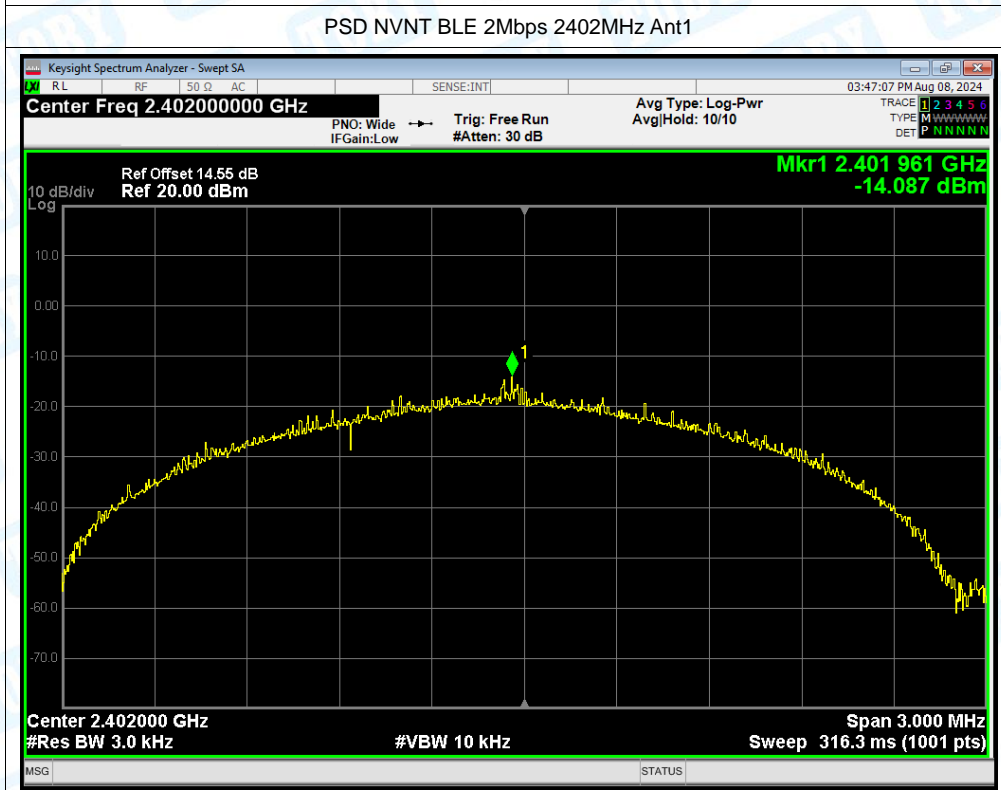 PSD NVNT BLE 2Mbps 2402MHz Ant1
Keysight Spectrum Analyzer - Swept SA
LXI RL RF 50 Ω AC SENSE:INT 03:47:07 PM Aug 08, 2024
Center Freq 2.402000000 GHz Avg Type: Log-Pwr TRACE 1 2 3 4 5 6
PNO: Wide Trig: Free Run Avg|Hold: 10/10 TYPE M WWWWW
IFGain:Low #Atten: 30 dB DET P N N N N N
Mkr1 2.401 961 GHz
Ref Offset 14.55 dB
10 dB/div Ref 20.00 dBm -14.087 dBm
Log
10.0
0.00
-10.0
1
-20.0
-30.0
-40.0
-50.0
-60.0
-70.0
Center 2.402000 GHz Span 3.000 MHz
#Res BW 3.0 kHz #VBW 10 kHz Sweep 316.3 ms (1001 pts)
MSG STATUS